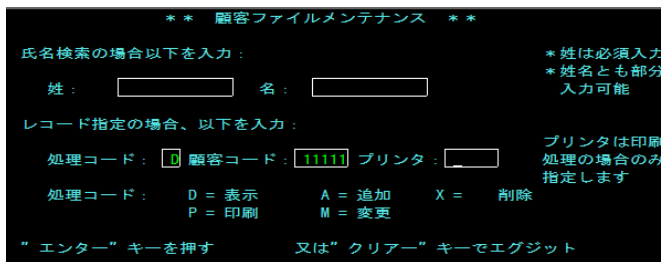 ** 顧客ファイルメンテナンス **
氏名検索の場合以下を入力： *姓は必須入力
*姓名とも部分
姓： 名： 入力可能
レコード指定の場合、以下を入力：
プリンタは印刷
処理コード： D 顧客コード： 11111 プリンタ： _ 処理の場合のみ
指定します
処理コード： D = 表示 A = 追加 X = 削除
P = 印刷 M = 変更
”エンター”キーを押す 又は”クリアー”キーでエグジット